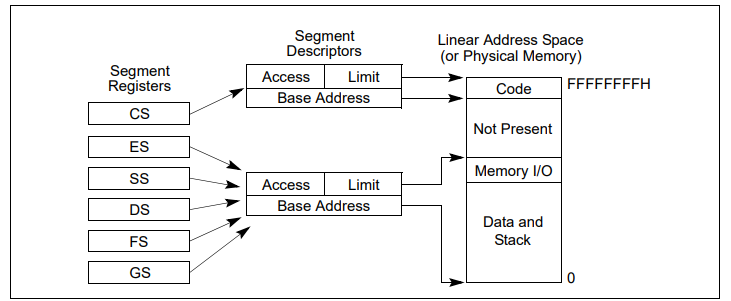 Segment
Descriptors
Linear Address Space
(or Physical Memory)
Segment
Registers
Access
Limit
Base Address
Code
FFFFFFFFH
CS
Not Present
ES
SS
DS
FS
GS
Access
Limit
Base Address
Memory I/O
Data and
Stack
0